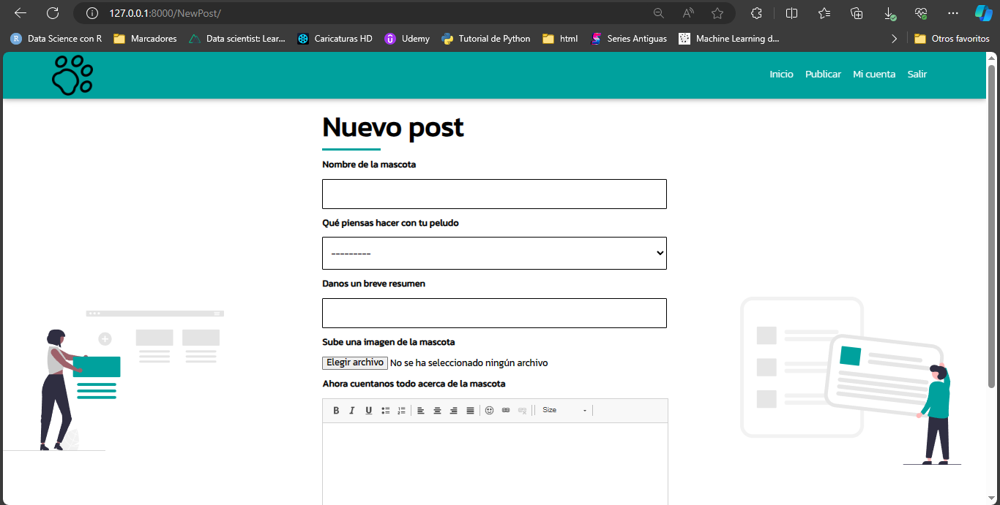 127.0.0.1:8000/NewPost/
R Data Science con R Marcadores Data scientist: Lear... Caricaturas HD Udemy Tutorial de Python html Series Antiguas Machine Learning d... Otros favoritos
Inicio Publicar Mi cuenta Salir
Nuevo post
Nombre de la mascota
Qué piensas hacer con tu peludo
---------
Danos un breve resumen
Sube una imagen de la mascota
Elegir archivo No se ha seleccionado ningún archivo
Ahora cuentanos todo acerca de la mascota
B I U Size